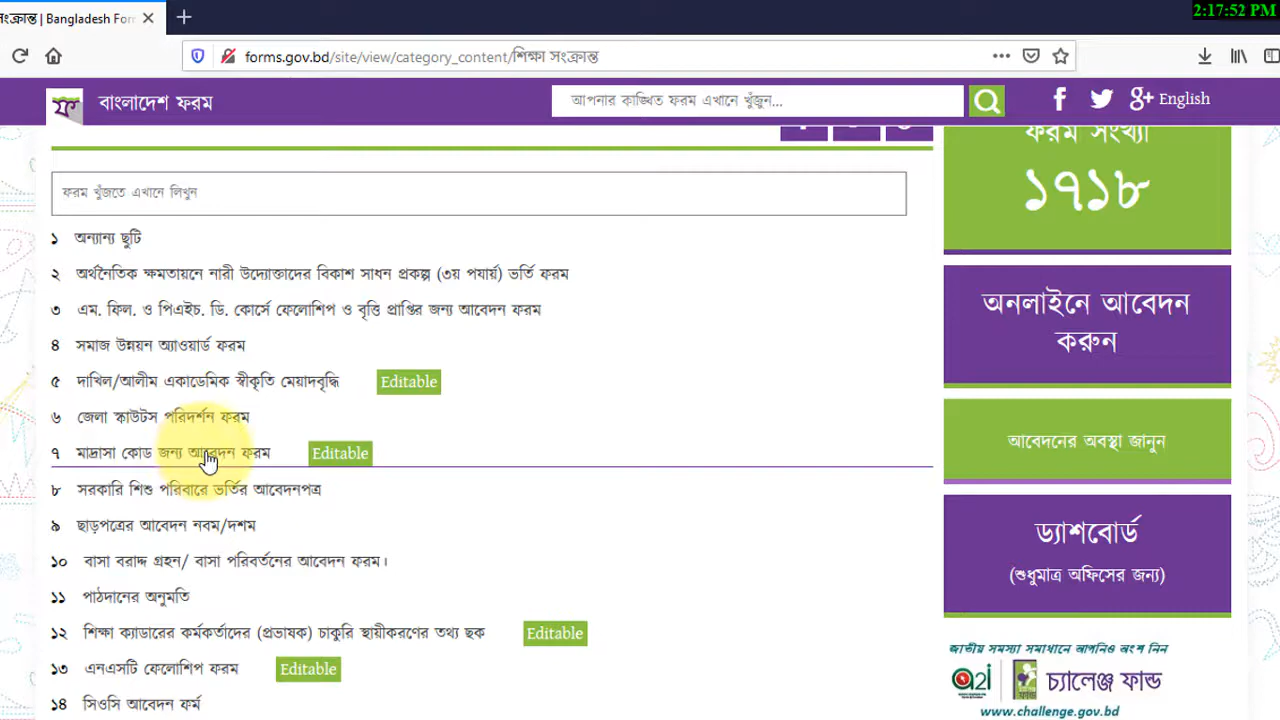 2:17:52 PM
সংক্রান্ত | Bangladesh For
forms.gov.bd/site/view/category_content/শিক্ষা সংক্রান্ত
ফ
বাংলাদেশ ফরম
আপনার কাঙ্খিত ফরম এখানে খুঁজুন...
English
ফরম সংখ্যা
১৭১৮
ফরম খুঁজতে এখানে লিখুন
১ অন্যান্য ছুটি
২ অর্থনৈতিক ক্ষমতায়নে নারী উদ্যোক্তাদের বিকাশ সাধন প্রকল্প (৩য় পযার্য) ভর্তি ফরম
৩ এম. ফিল. ও পিএইচ. ডি. কোর্সে ফেলোশিপ ও বৃত্তি প্রাপ্তির জন্য আবেদন ফরম
৪ সমাজ উন্নয়ন অ্যাওয়ার্ড ফরম
৫ দাখিল/আলীম একাডেমিক স্বীকৃতি মেয়াদবৃদ্ধি Editable
৬ জেলা স্কাউটস পরিদর্শন ফরম
৭ মাদ্রাসা কোড জন্য আবেদন ফরম Editable
৮ সরকারি শিশু পরিবারে ভর্তির আবেদনপত্র
৯ ছাড়পত্রের আবেদন নবম/দশম
১০ বাসা বরাদ্দ গ্রহন/ বাসা পরিবর্তনের আবেদন ফরম।
১১ পাঠদানের অনুমতি
১২ শিক্ষা ক্যাডারের কর্মকর্তাদের (প্রভাষক) চাকুরি স্থায়ীকরণের তথ্য ছক Editable
১৩ এনএসটি ফেলোশিপ ফরম Editable
১৪ সিওসি আবেদন ফর্ম
অনলাইনে আবেদন
করুন
আবেদনের অবস্থা জানুন
ড্যাশবোর্ড
(শুধুমাত্র অফিসের জন্য)
জাতীয় সমস্যা সমাধানে আপনিও অংশ নিন
a2i চ্যালেঞ্জ ফান্ড
www.challenge.gov.bd